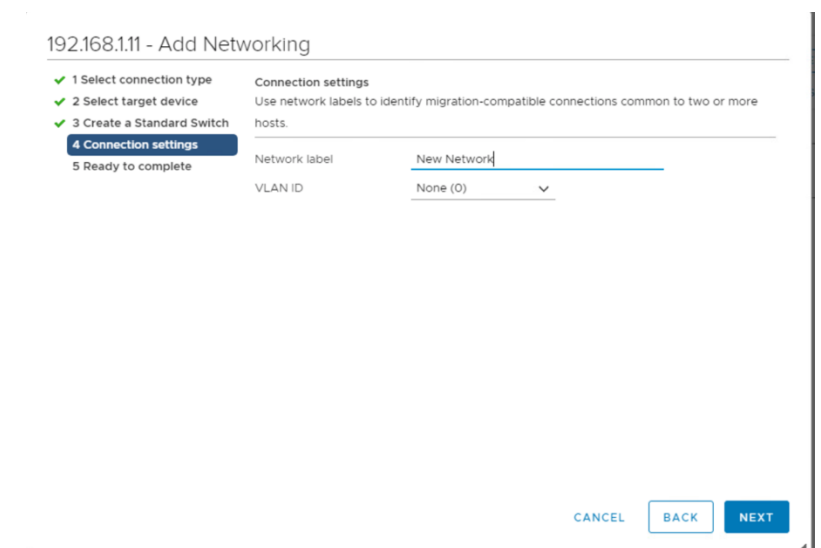 192.168.1.11 - Add Networking
1 Select connection type
2 Select target device
3 Create a Standard Switch
4 Connection settings
5 Ready to complete
Connection settings
Use network labels to identify migration-compatible connections common to two or more
hosts.
Network label New Network
VLAN ID None (0)
CANCEL BACK NEXT